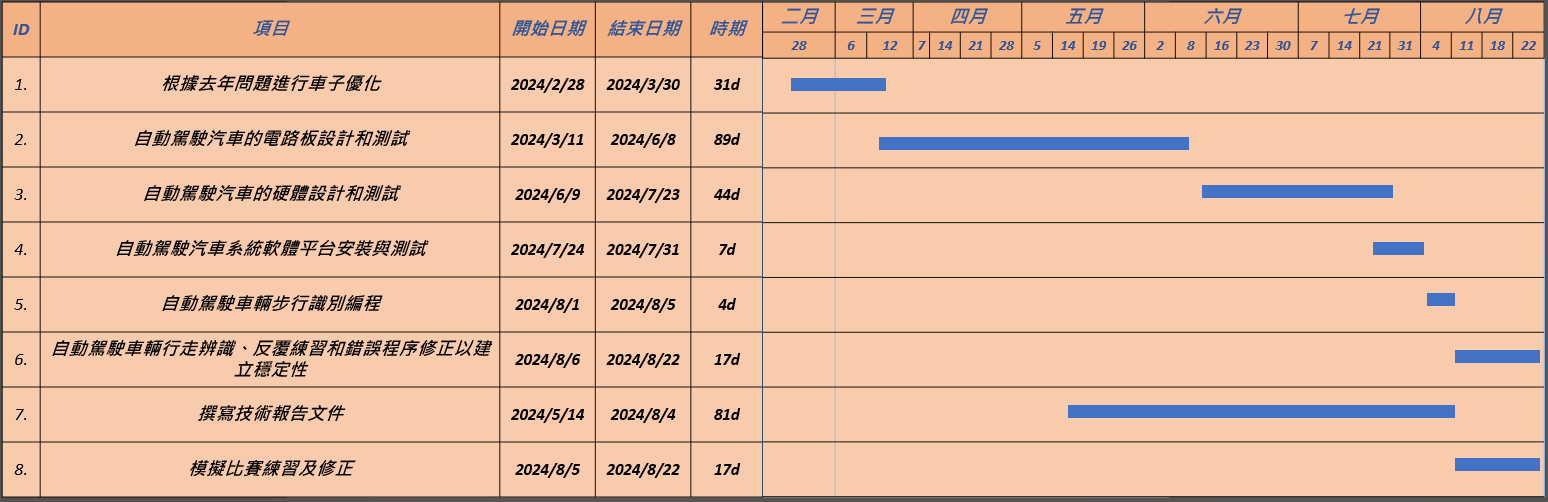 ID 項目 開始日期 結束日期 時期 二月 三月 四月 五月 六月 七月 八月
28 6 12 7 14 21 28 5 14 19 26 2 8 16 23 30 7 14 21 31 4 11 18 22
1. 根據去年問題進行車子優化 2024/2/28 2024/3/30 31d
2. 自動駕駛汽車的電路板設計和測試 2024/3/11 2024/6/8 89d
3. 自動駕駛汽車的硬體設計和測試 2024/6/9 2024/7/23 44d
4. 自動駕駛汽車系統軟體平台安裝與測試 2024/7/24 2024/7/31 7d
5. 自動駕駛車輛步行識別編程 2024/8/1 2024/8/5 4d
6. 自動駕駛車輛行走辨識、反覆練習和錯誤程序修正以建
立穩定性 2024/8/6 2024/8/22 17d
7. 撰寫技術報告文件 2024/5/14 2024/8/4 81d
8. 模擬比賽練習及修正 2024/8/5 2024/8/22 17d